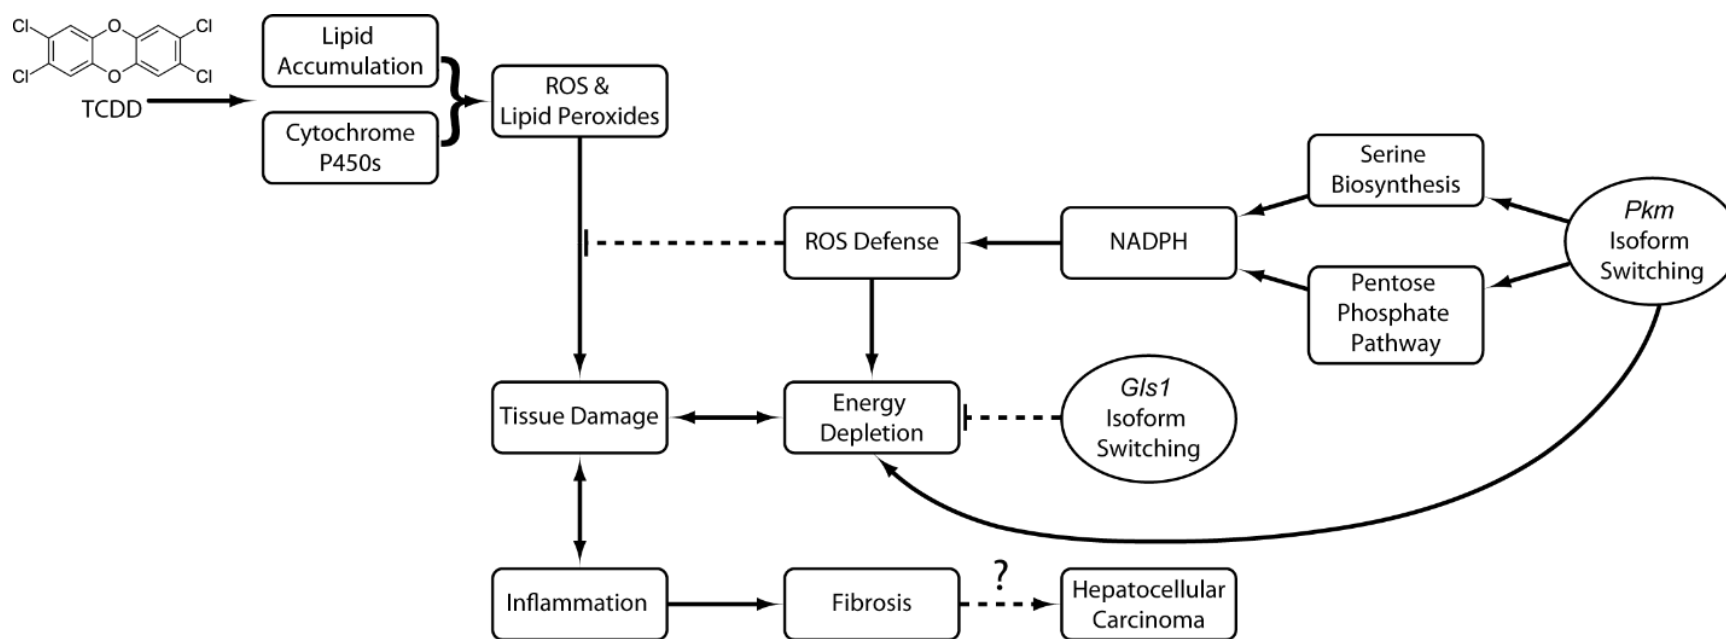 Cl
O
Cl
Cl
O
Cl
TCDD
Lipid
Accumulation
Cytochrome
P450s
ROS &
Lipid Peroxides
Serine
Biosynthesis
Pkm
Isoform
Switching
ROS Defense
NADPH
Pentose
Phosphate
Pathway
Tissue Damage
Energy
Depletion
Gls1
Isoform
Switching
Inflammation
Fibrosis
?
Hepatocellular
Carcinoma